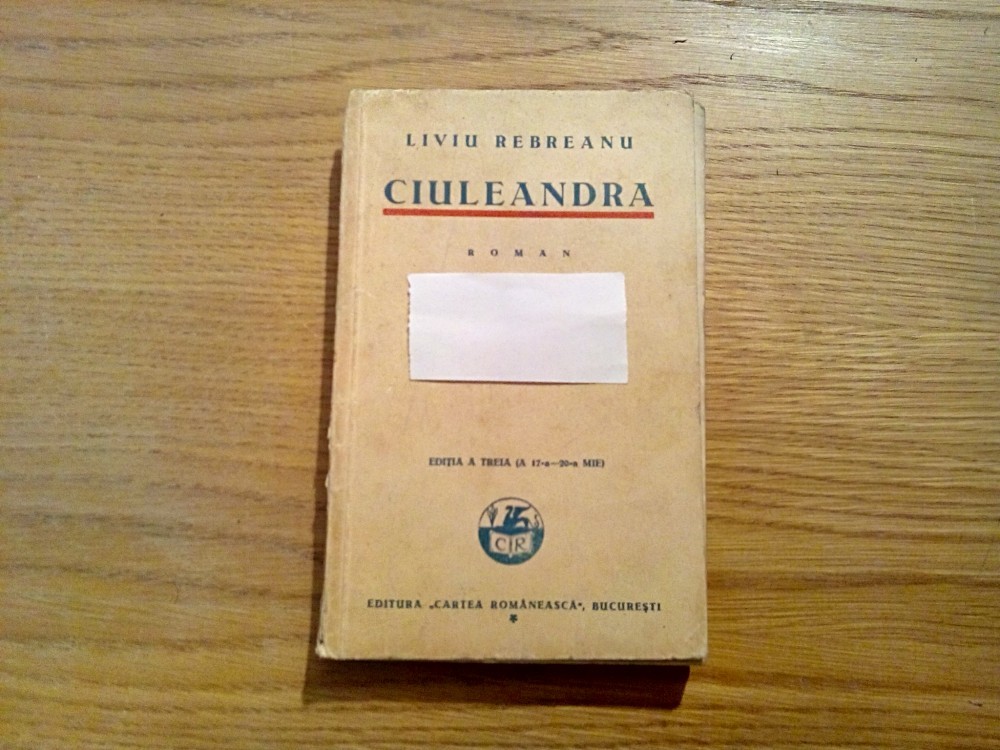 LIVIU REBREANU
CIULEANDRA
ROMAN
EDIȚIA A TREIA (A 17-a—20-a MIE)
CR
EDITURA „CARTEA ROMÂNEASCĂ“, BUCUREȘTI